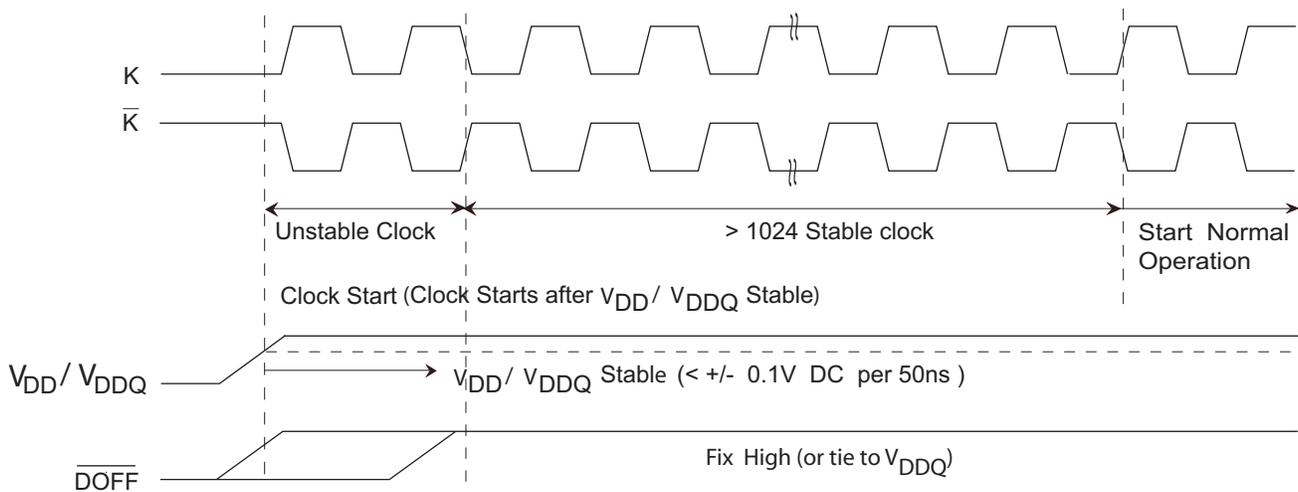 K
K̅
Unstable Clock
> 1024 Stable clock
Start Normal
Operation
Clock Start (Clock Starts after VDD / VDDQ Stable)
VDD / VDDQ
VDD / VDDQ Stable (< +/- 0.1V DC per 50ns )
D̅O̅F̅F̅
Fix High (or tie to VDDQ)